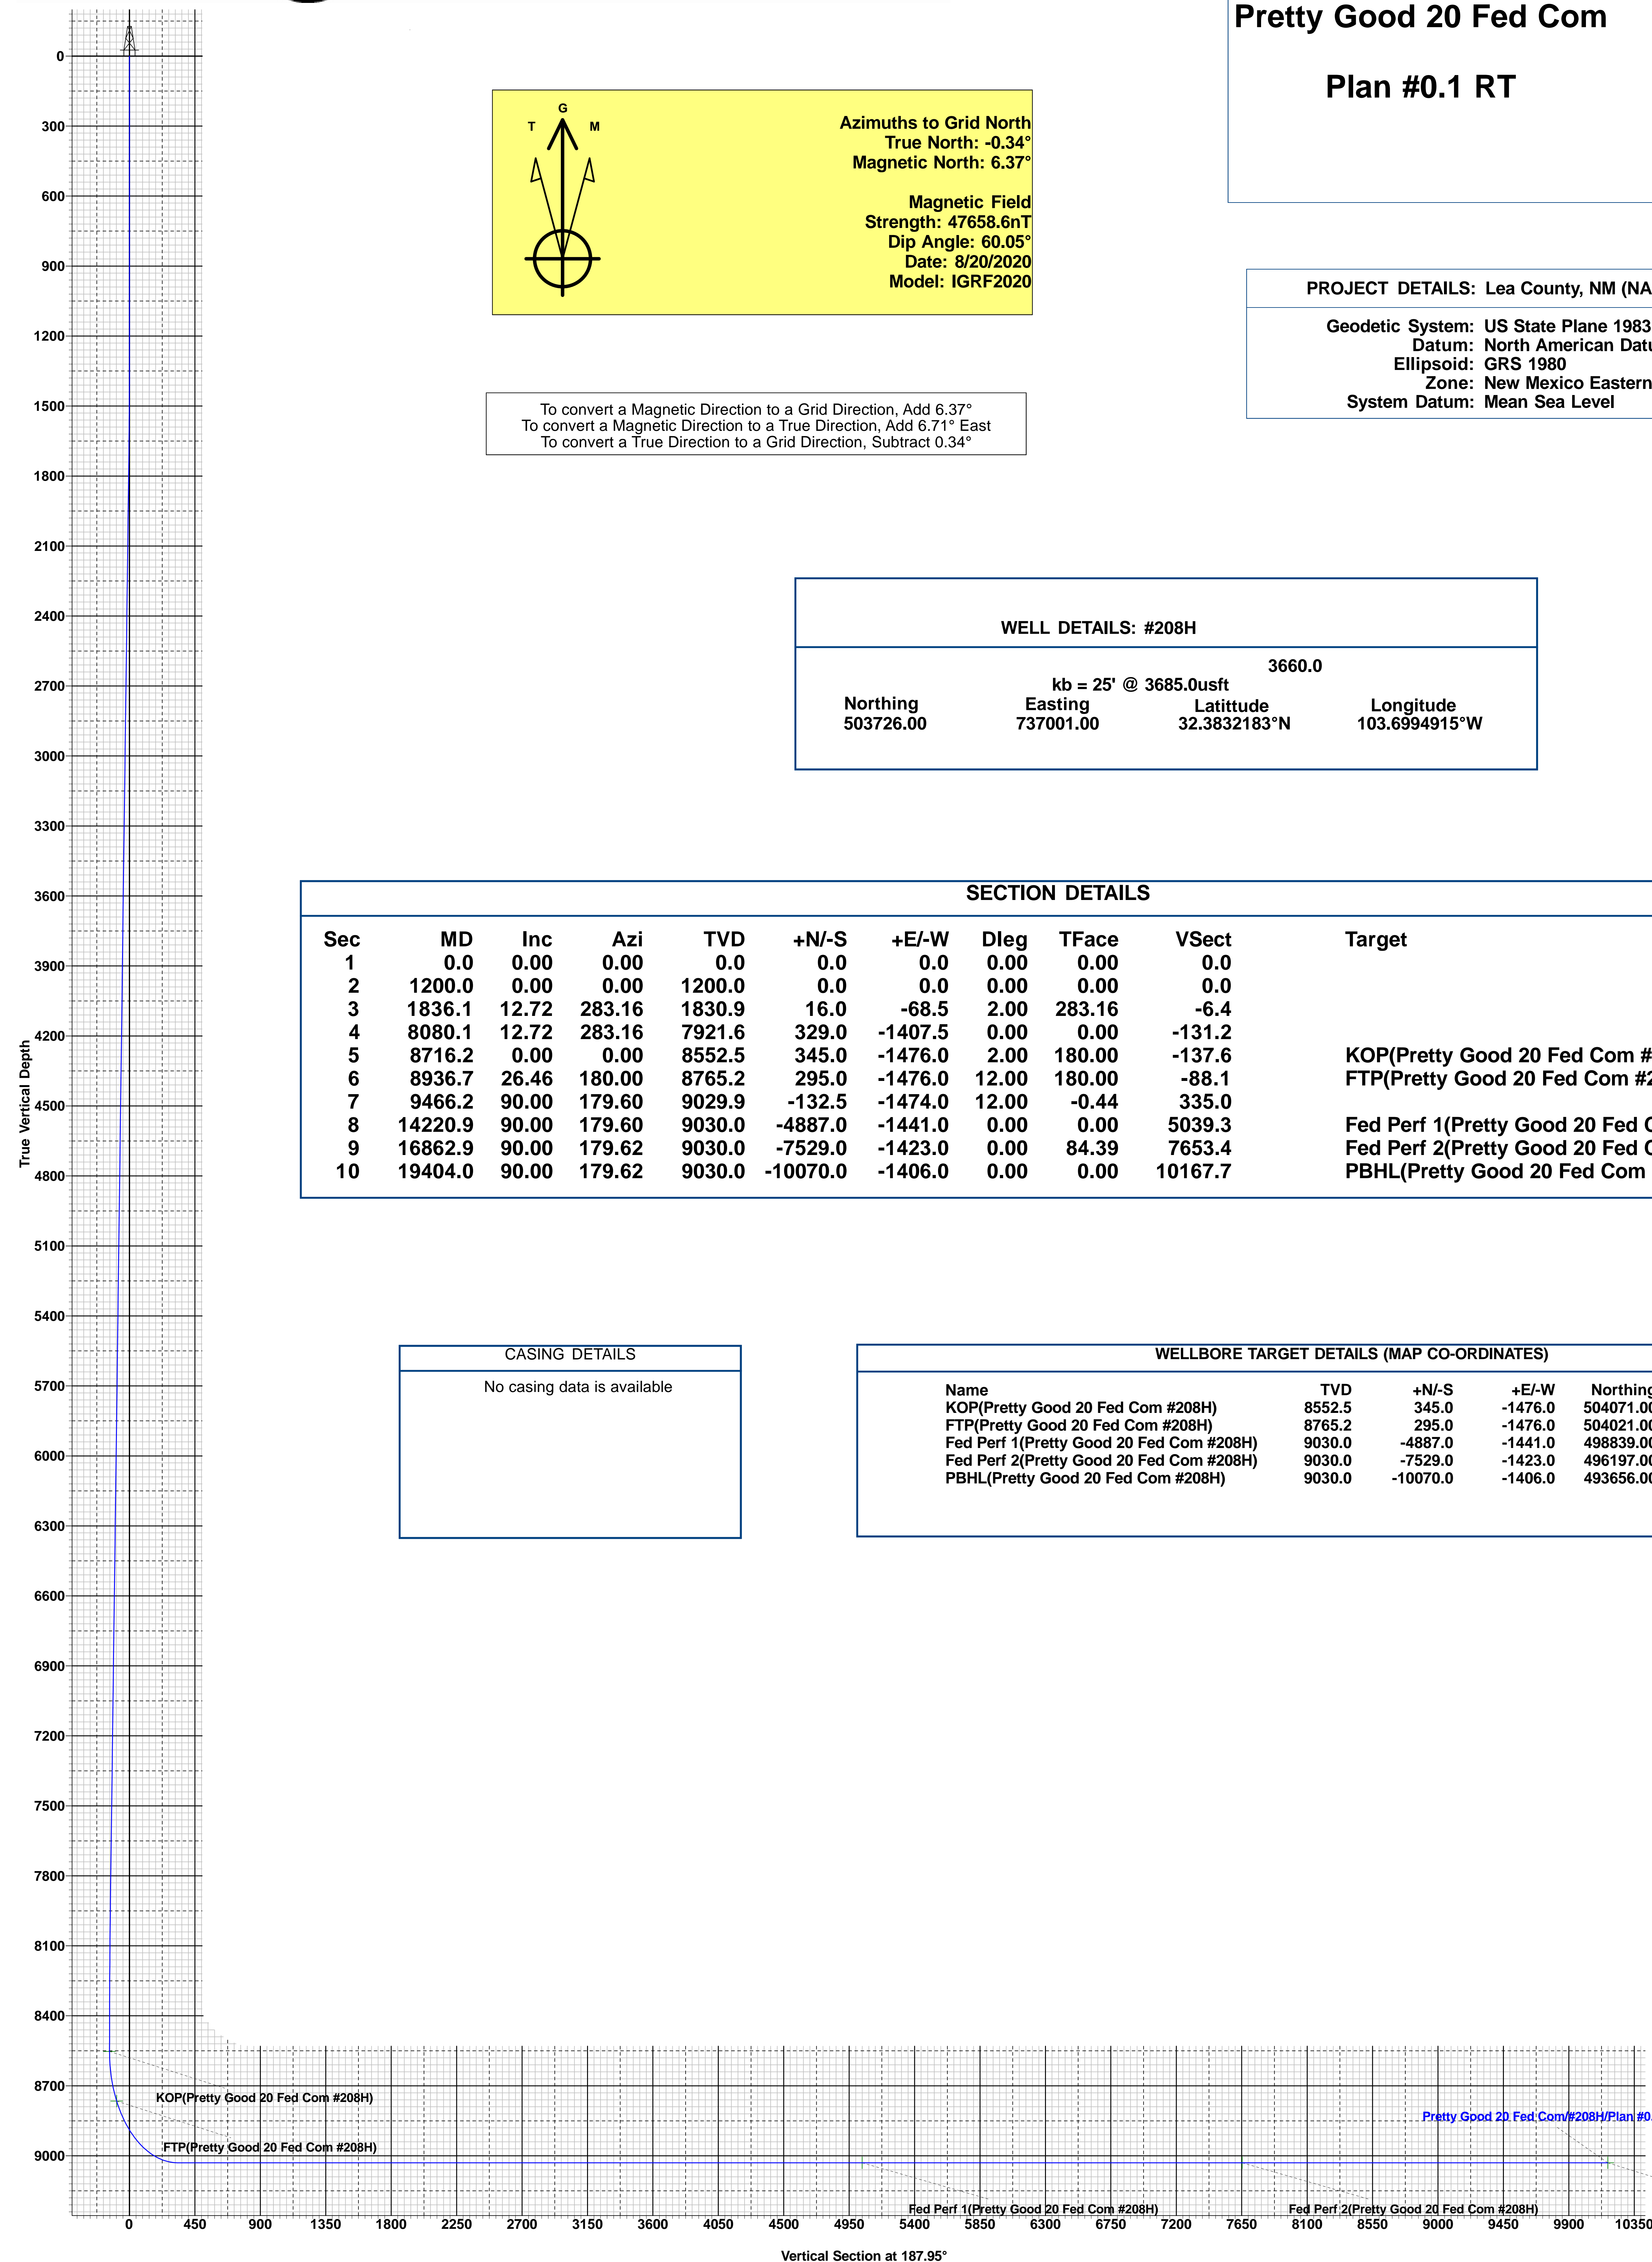 Pretty Good 20 Fed Com
Plan #0.1 RT
G
T M
Azimuths to Grid North
True North: -0.34°
Magnetic North: 6.37°
Magnetic Field
Strength: 47658.6nT
Dip Angle: 60.05°
Date: 8/20/2020
Model: IGRF2020
PROJECT DETAILS: Lea County, NM (NA
Geodetic System: US State Plane 1983
Datum: North American Datu
Ellipsoid: GRS 1980
Zone: New Mexico Eastern
System Datum: Mean Sea Level
To convert a Magnetic Direction to a Grid Direction, Add 6.37°
To convert a Magnetic Direction to a True Direction, Add 6.71° East
To convert a True Direction to a Grid Direction, Subtract 0.34°
WELL DETAILS: #208H
3660.0
kb = 25' @ 3685.0usft
Northing Easting Latittude Longitude
503726.00 737001.00 32.3832183°N 103.6994915°W
SECTION DETAILS
Sec MD Inc Azi TVD +N/-S +E/-W Dleg TFace VSect Target
1 0.0 0.00 0.00 0.0 0.0 0.0 0.00 0.00 0.0
2 1200.0 0.00 0.00 1200.0 0.0 0.0 0.00 0.00 0.0
3 1836.1 12.72 283.16 1830.9 16.0 -68.5 2.00 283.16 -6.4
4 8080.1 12.72 283.16 7921.6 329.0 -1407.5 0.00 0.00 -131.2
5 8716.2 0.00 0.00 8552.5 345.0 -1476.0 2.00 180.00 -137.6 KOP(Pretty Good 20 Fed Com #
6 8936.7 26.46 180.00 8765.2 295.0 -1476.0 12.00 180.00 -88.1 FTP(Pretty Good 20 Fed Com #2
7 9466.2 90.00 179.60 9029.9 -132.5 -1474.0 12.00 -0.44 335.0
8 14220.9 90.00 179.60 9030.0 -4887.0 -1441.0 0.00 0.00 5039.3 Fed Perf 1(Pretty Good 20 Fed C
9 16862.9 90.00 179.62 9030.0 -7529.0 -1423.0 0.00 84.39 7653.4 Fed Perf 2(Pretty Good 20 Fed C
10 19404.0 90.00 179.62 9030.0 -10070.0 -1406.0 0.00 0.00 10167.7 PBHL(Pretty Good 20 Fed Com
CASING DETAILS
No casing data is available
WELLBORE TARGET DETAILS (MAP CO-ORDINATES)
Name TVD +N/-S +E/-W Northing
KOP(Pretty Good 20 Fed Com #208H) 8552.5 345.0 -1476.0 504071.00
FTP(Pretty Good 20 Fed Com #208H) 8765.2 295.0 -1476.0 504021.00
Fed Perf 1(Pretty Good 20 Fed Com #208H) 9030.0 -4887.0 -1441.0 498839.00
Fed Perf 2(Pretty Good 20 Fed Com #208H) 9030.0 -7529.0 -1423.0 496197.00
PBHL(Pretty Good 20 Fed Com #208H) 9030.0 -10070.0 -1406.0 493656.00
True Vertical Depth
0
300
600
900
1200
1500
1800
2100
2400
2700
3000
3300
3600
3900
4200
4500
4800
5100
5400
5700
6000
6300
6600
6900
7200
7500
7800
8100
8400
8700
9000
KOP(Pretty Good 20 Fed Com #208H)
Pretty Good 20 Fed Com/#208H/Plan #0.
FTP(Pretty Good 20 Fed Com #208H)
Fed Perf 1(Pretty Good 20 Fed Com #208H) Fed Perf 2(Pretty Good 20 Fed Com #208H)
0 450 900 1350 1800 2250 2700 3150 3600 4050 4500 4950 5400 5850 6300 6750 7200 7650 8100 8550 9000 9450 9900 10350
Vertical Section at 187.95°